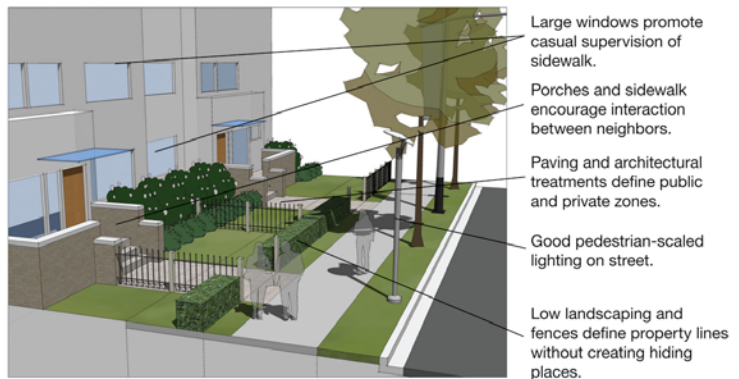 Large windows promote
casual supervision of
sidewalk.
Porches and sidewalk
encourage interaction
between neighbors.
Paving and architectural
treatments define public
and private zones.
Good pedestrian-scaled
lighting on street.
Low landscaping and
fences define property lines
without creating hiding
places.